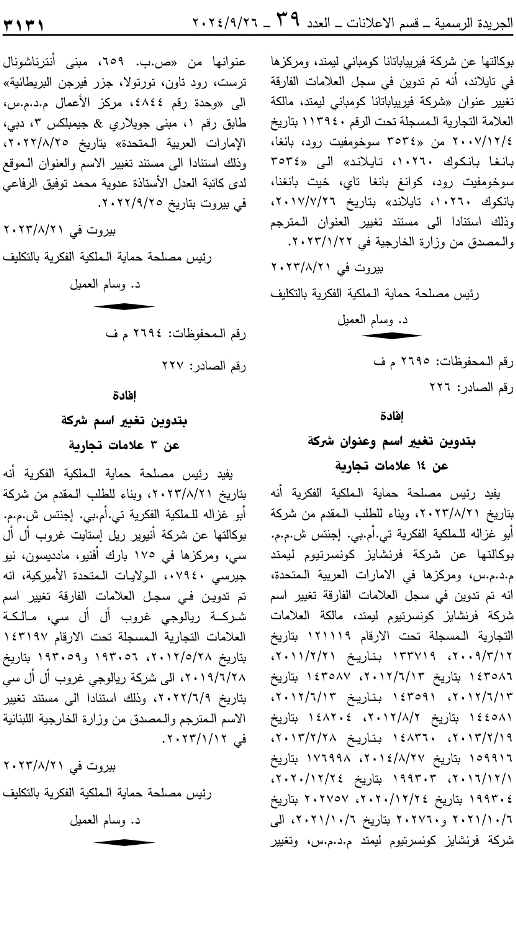 الجريدة الرسمية ــ قسم الاعلانات ــ العدد ٣٩ ــ ٢٠٢٤/٩/٢٦
٣١٣١
بوكالتها عن شركة فيريباباتانا كومباني ليمتد، ومركزها
في تايلاند، أنه تم تدوين في سجل العلامات الفارقة
تغيير عنوان «شركة فيريباباتانا كومباني ليمتد، مالكة
العلامة التجارية المسجلة تحت الرقم ١١٣٩٤٠ بتاريخ
٢٠٠٧/١٢/٤ من «٣٥٣٤ سوخومفيت رود، بانغا،
بانغا بانكوك ١٠٢٦٠، تايلاند» الى «٣٥٣٤
سوخومفيت رود، كوانغ بانغا تاي، خيت بانغنا،
بانكوك ١٠٢٦٠، تايلاند» بتاريخ ٢٠١٧/٧/٢٦،
وذلك استنادا الى مستند تغيير العنوان المترجم
والمصدق من وزارة الخارجية في ٢٠٢٣/١/٢٢.
بيروت في ٢٠٢٣/٨/٢١
رئيس مصلحة حماية الملكية الفكرية بالتكليف
د. وسام العميل
رقم المحفوظات: ٢٦٩٥ م ف
رقم الصادر: ٢٢٦
إفادة
بتدوين تغيير اسم وعنوان شركة
عن ١٤ علامات تجارية
يفيد رئيس مصلحة حماية الملكية الفكرية أنه
بتاريخ ٢٠٢٣/٨/٢١، وبناء للطلب المقدم من شركة
أبو غزاله للملكية الفكرية تي.أم.بي. إجنتس ش.م.م.
بوكالتها عن شركة فرنشايز كونسرتيوم ليمتد
م.د.م.س، ومركزها في الامارات العربية المتحدة،
انه تم تدوين في سجل العلامات الفارقة تغيير اسم
شركة فرنشايز كونسرتيوم ليمتد، مالكة العلامات
التجارية المسجلة تحت الارقام ١٢١١١٩ بتاريخ
٢٠٠٩/٣/١٢، ١٣٣٧١٩ بتاريخ ٢٠١١/٢/٢١،
١٤٣٥٨٦ بتاريخ ٢٠١٢/٦/١٣، ١٤٣٥٨٧ بتاريخ
٢٠١٢/٦/١٣، ١٤٣٥٩١ بتاريخ ٢٠١٢/٦/١٣،
١٤٤٥٨١ بتاريخ ٢٠١٢/٨/٢، ١٤٨٢٠٤ بتاريخ
٢٠١٣/٢/١٩، ١٤٨٣٦٠ بتاريخ ٢٠١٣/٢/٢٨،
١٥٩٩١٦ بتاريخ ٢٠١٤/٨/٢٧، ١٧٦٩٩٨ بتاريخ
٢٠١٦/١٢/١، ١٩٩٣٠٣ بتاريخ ٢٠٢٠/١٢/٢٤،
١٩٩٣٠٤ بتاريخ ٢٠٢٠/١٢/٢٤، ٢٠٢٧٥٧ بتاريخ
٢٠٢١/١٠/٦ و٢٠٢٧٦٠ بتاريخ ٢٠٢١/١٠/٦، الى
شركة فرنشايز كونسرتيوم ليمتد م.د.م.س، وتغيير
عنوانها من «ص.ب. ٦٥٩، مبنى أنترناشونال
ترست، رود تاون، تورتولا، جزر فيرجن البريطانية»
الى «وحدة رقم ٤٨٤٤، مركز الأعمال م.د.م.س،
طابق رقم ١، مبنى جويلاري & جيمبلكس ٣، دبي،
الإمارات العربية المتحدة» بتاريخ ٢٠٢٢/٨/٢٥،
وذلك استنادا الى مستند تغيير الاسم والعنوان الموقع
لدى كاتبة العدل الأستاذة عدوية محمد توفيق الرفاعي
في بيروت بتاريخ ٢٠٢٢/٩/٢٥.
بيروت في ٢٠٢٣/٨/٢١
رئيس مصلحة حماية الملكية الفكرية بالتكليف
د. وسام العميل
رقم المحفوظات: ٢٦٩٤ م ف
رقم الصادر: ٢٢٧
إفادة
بتدوين تغيير اسم شركة
عن ٣ علامات تجارية
يفيد رئيس مصلحة حماية الملكية الفكرية أنه
بتاريخ ٢٠٢٣/٨/٢١، وبناء للطلب المقدم من شركة
أبو غزاله للملكية الفكرية تي.أم.بي. إجنتس ش.م.م.
بوكالتها عن شركة أنيوير ريل إستايت غروب أل أل
سي، ومركزها في ١٧٥ بارك أفنيو، مادديسون، نيو
جيرسي ٠٧٩٤٠، الولايات المتحدة الأميركية، انه
تم تدوين في سجل العلامات الفارقة تغيير اسم
شركة ريالوجي غروب أل أل سي، مالكة
العلامات التجارية المسجلة تحت الارقام ١٤٣١٩٧
بتاريخ ٢٠١٢/٥/٢٨، ١٩٣٠٥٦ و١٩٣٠٥٩ بتاريخ
٢٠١٩/٦/٢٨، الى شركة ريالوجي غروب أل أل سي
بتاريخ ٢٠٢٢/٦/٩، وذلك استنادا الى مستند تغيير
الاسم المترجم والمصدق من وزارة الخارجية اللبنانية
في ٢٠٢٣/١/١٢.
بيروت في ٢٠٢٣/٨/٢١
رئيس مصلحة حماية الملكية الفكرية بالتكليف
د. وسام العميل